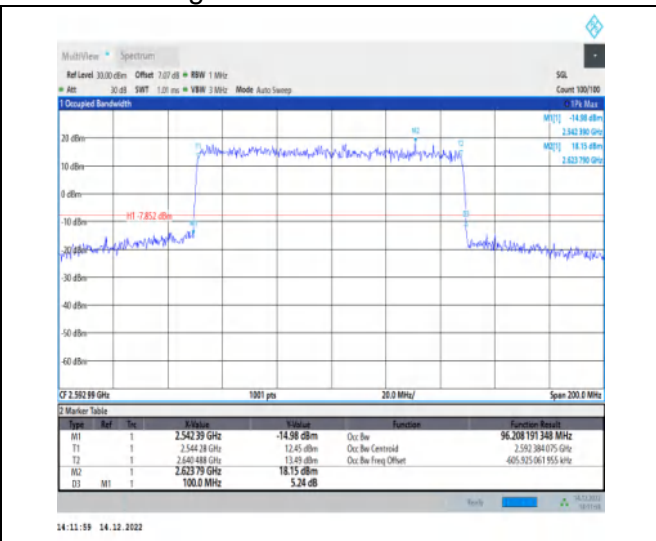 MultiView Spectrum
Ref Level 30.00 dBm Offset 7.07 dB RBW 1 MHz SGL
Att 30 dB SWT 1.01 ms VBW 3 MHz Mode Auto Sweep Count 100/100
1 Occupied Bandwidth 1Pk Max
M1[1] -14.98 dBm
2.542 390 GHz
20 dBm M2 M2[1] 18.15 dBm
2.623 790 GHz
T1 T2
10 dBm
0 dBm
H1 -7.852 dBm D3
-10 dBm M1
-20 dBm
-30 dBm
-40 dBm
-50 dBm
-60 dBm
CF 2.592 99 GHz 1001 pts 20.0 MHz/ Span 200.0 MHz
2 Marker Table
Type Ref Trc X-Value Y-Value Function Function Result
M1 1 2.542 39 GHz -14.98 dBm Occ Bw 96.208 191 348 MHz
T1 1 2.544 28 GHz 12.45 dBm Occ Bw Centroid 2.592 384 075 GHz
T2 1 2.640 488 GHz 13.49 dBm Occ Bw Freq Offset -605.925 061 955 kHz
M2 1 2.623 79 GHz 18.15 dBm
D3 M1 1 100.0 MHz 5.24 dB
Ready 14.12.2022
14:11:59 14.12.2022